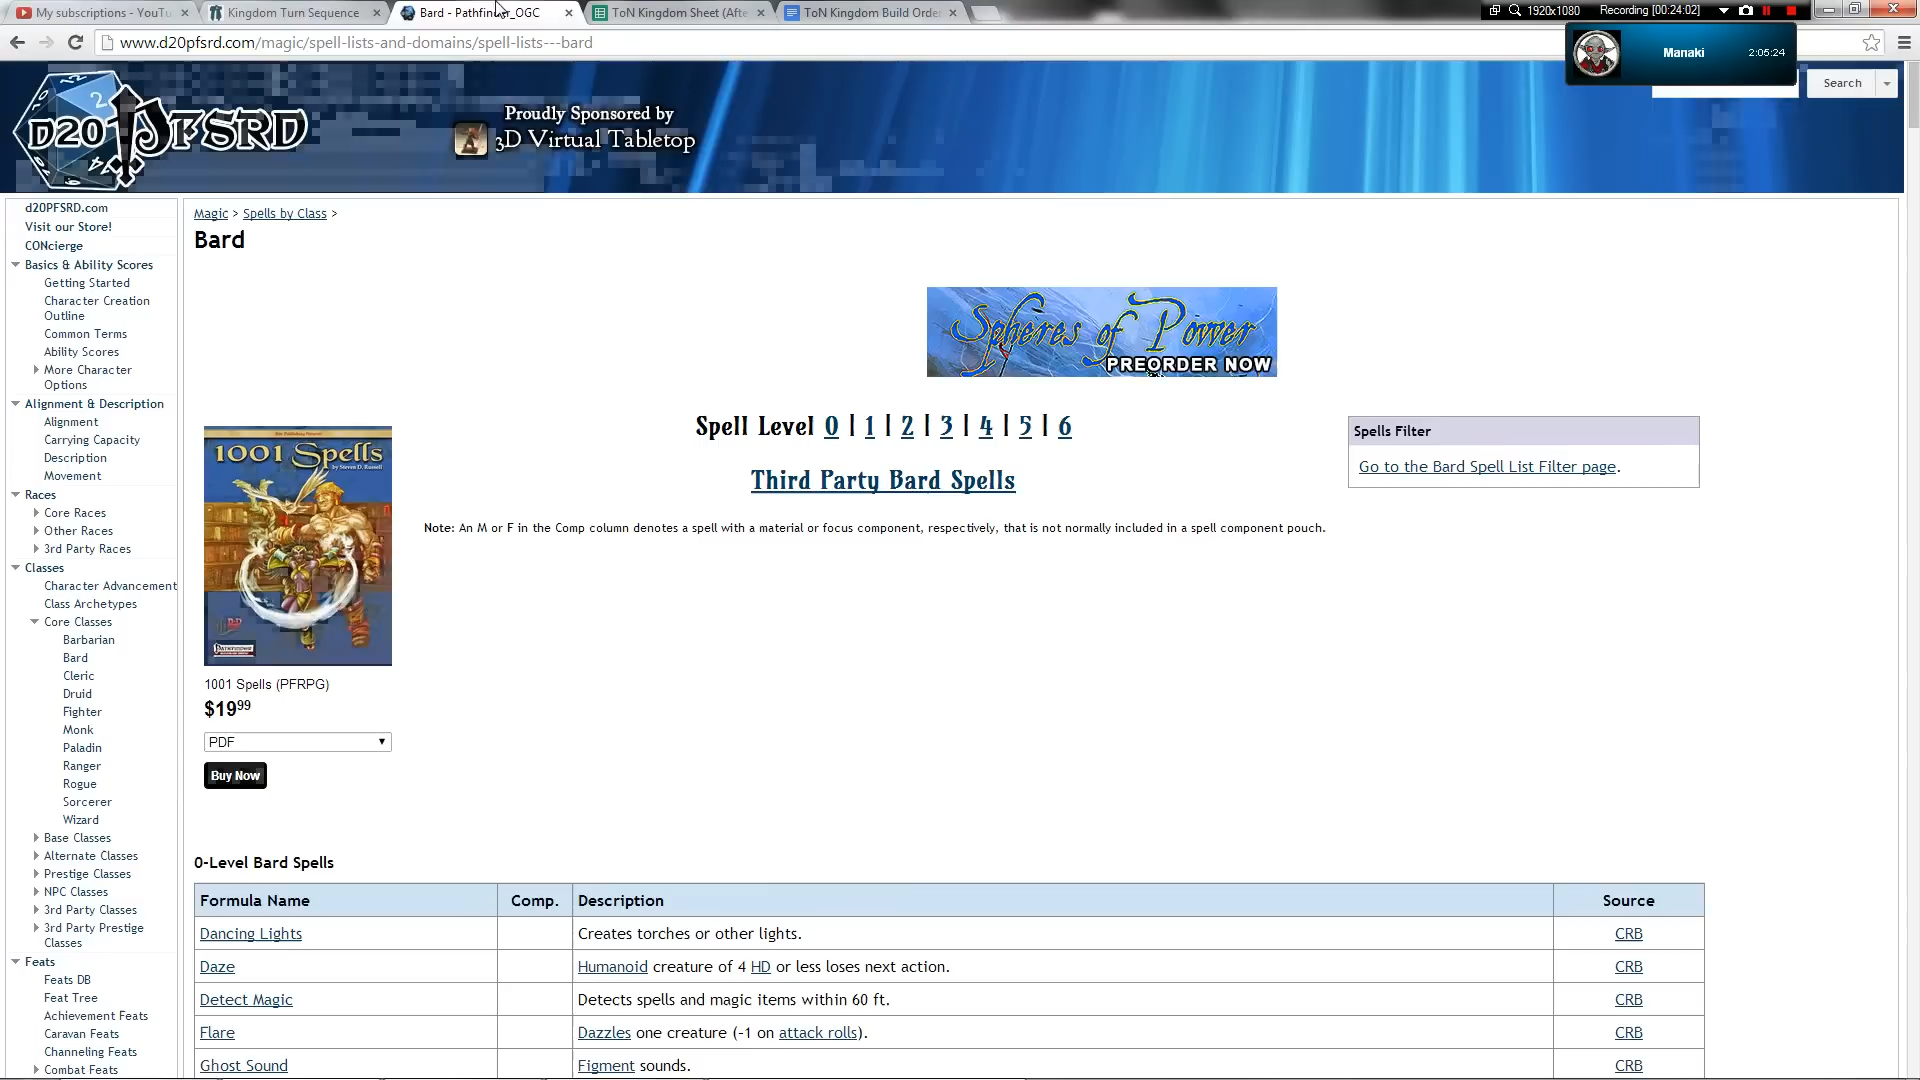 My subscriptions - YouTu
Kingdom Turn Sequence
Bard - Pathfinder_OGC
ToN Kingdom Sheet (Afte
ToN Kingdom Build Orde
1920x1080
Recording [00:24:02]
www.d20pfsrd.com/magic/spell-lists-and-domains/spell-lists---bard
Manaki
2:05:24
Search
D20PFSRD
Proudly Sponsored by
3D Virtual Tabletop
d20PFSRD.com
Visit our Store!
CONcierge
Basics & Ability Scores
Getting Started
Character Creation
Outline
Common Terms
Ability Scores
More Character
Options
Alignment & Description
Alignment
Carrying Capacity
Description
Movement
Races
Core Races
Other Races
3rd Party Races
Classes
Character Advancement
Class Archetypes
Core Classes
Barbarian
Bard
Cleric
Druid
Fighter
Monk
Paladin
Ranger
Rogue
Sorcerer
Wizard
Base Classes
Alternate Classes
Prestige Classes
NPC Classes
3rd Party Classes
3rd Party Prestige
Classes
Feats
Feats DB
Feat Tree
Achievement Feats
Caravan Feats
Channeling Feats
Combat Feats
Magic > Spells by Class >
Bard
Spheres of Power
PREORDER NOW
Spell Level 0 | 1 | 2 | 3 | 4 | 5 | 6
Third Party Bard Spells
Spells Filter
Go to the Bard Spell List Filter page.
Note: An M or F in the Comp column denotes a spell with a material or focus component, respectively, that is not normally included in a spell component pouch.
1001 Spells
by Steven D. Russell
1001 Spells (PFRPG)
$19.99
PDF
Buy Now
0-Level Bard Spells
Formula Name Comp. Description Source
Dancing Lights Creates torches or other lights. CRB
Daze Humanoid creature of 4 HD or less loses next action. CRB
Detect Magic Detects spells and magic items within 60 ft. CRB
Flare Dazzles one creature (-1 on attack rolls). CRB
Ghost Sound Figment sounds. CRB